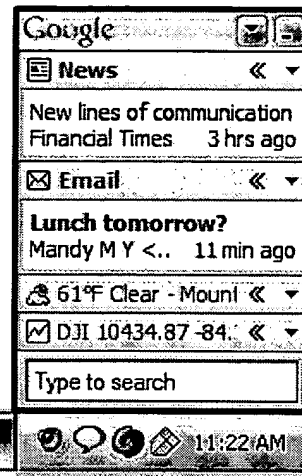 Google
News
New lines of communication
Financial Times 3 hrs ago
Email
Lunch tomorrow?
Mandy M Y <.. 11 min ago
61°F Clear - Mount
DJI 10434.87 -84.
Type to search
11:22 AM